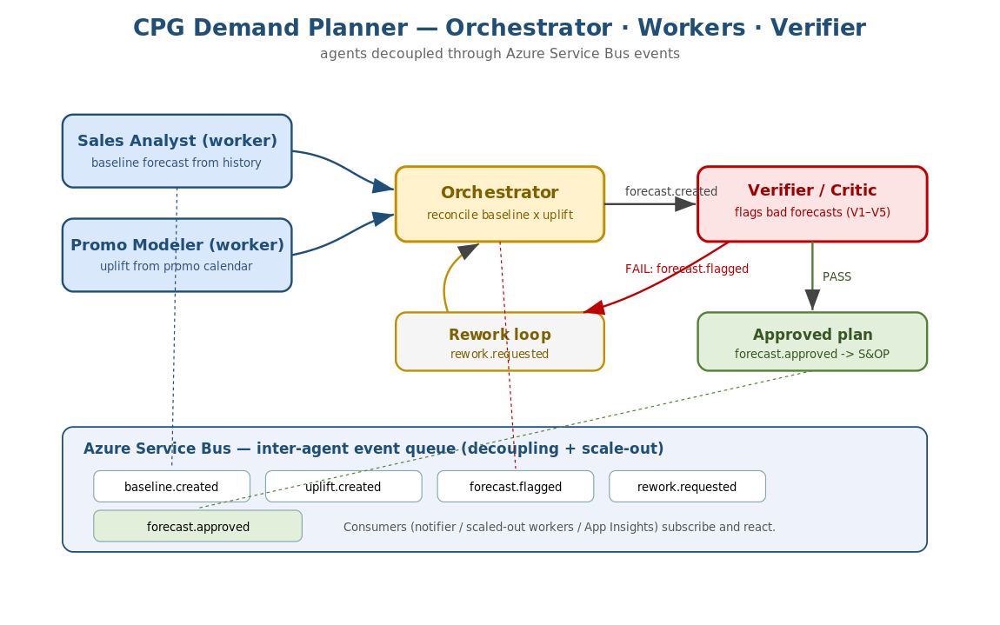 CPG Demand Planner — Orchestrator · Workers · Verifier
agents decoupled through Azure Service Bus events
Sales Analyst (worker)
baseline forecast from history
Promo Modeler (worker)
uplift from promo calendar
Orchestrator
reconcile baseline x uplift
forecast.created
Verifier / Critic
flags bad forecasts (V1–V5)
FAIL: forecast.flagged
PASS
Rework loop
rework.requested
Approved plan
forecast.approved -> S&OP
Azure Service Bus — inter-agent event queue (decoupling + scale-out)
baseline.created
uplift.created
forecast.flagged
rework.requested
forecast.approved
Consumers (notifier / scaled-out workers / App Insights) subscribe and react.